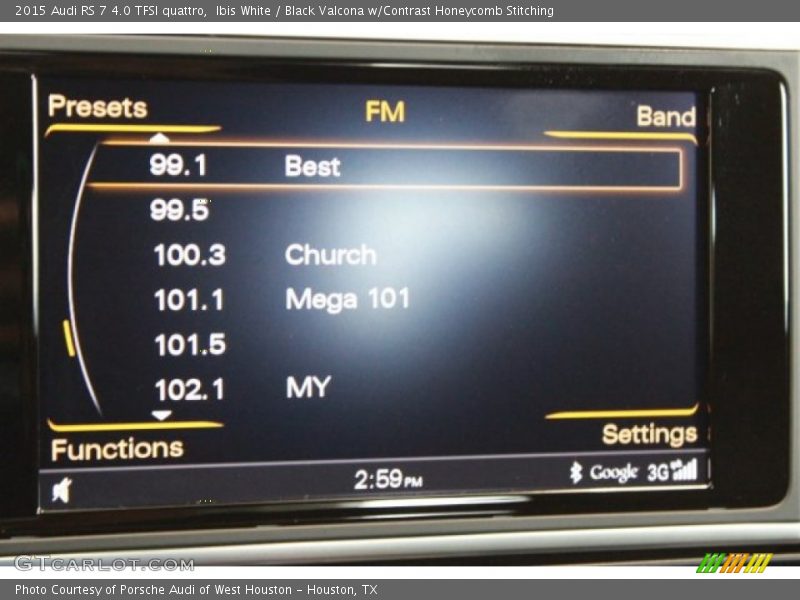 2015 Audi RS 7 4.0 TFSI quattro,  Ibis White / Black Valcona w/Contrast Honeycomb Stitching
Presets FM Band
99.1 Best
99.5
100.3 Church
101.1 Mega 101
101.5
102.1 MY
Functions Settings
2:59 PM Google 3G
GTCARLOT.COM
Photo Courtesy of Porsche Audi of West Houston - Houston, TX